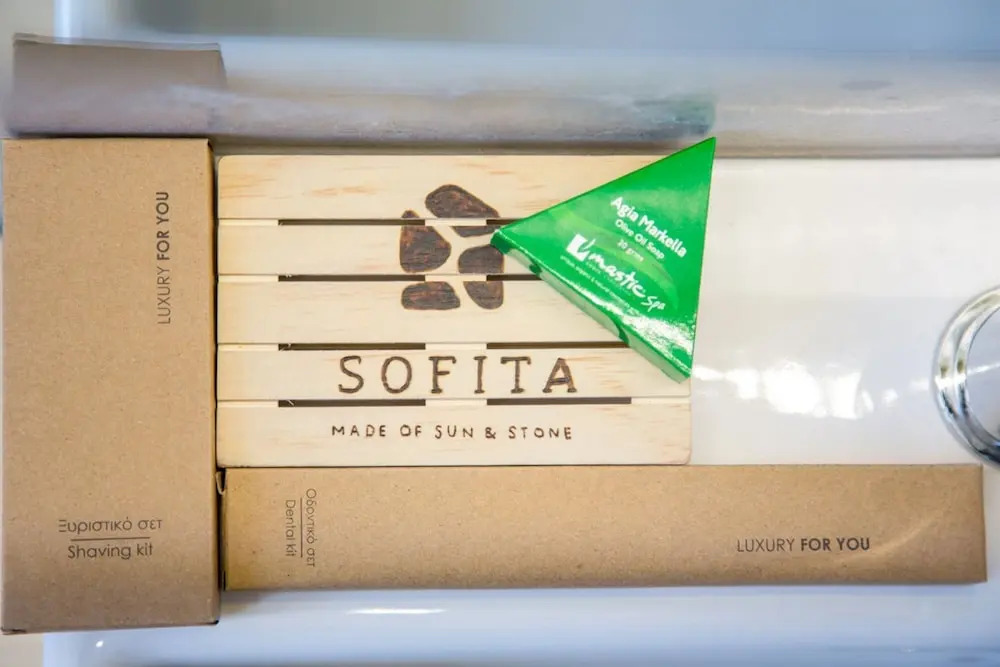 LUXURY FOR YOU
Ξυριστικό σετ
Shaving kit
SOFITA
MADE OF SUN & STONE
Agia Markella
Olive Oil Soap
30 grms
mastic spa
Οδοντικό σετ
Dental kit
LUXURY FOR YOU